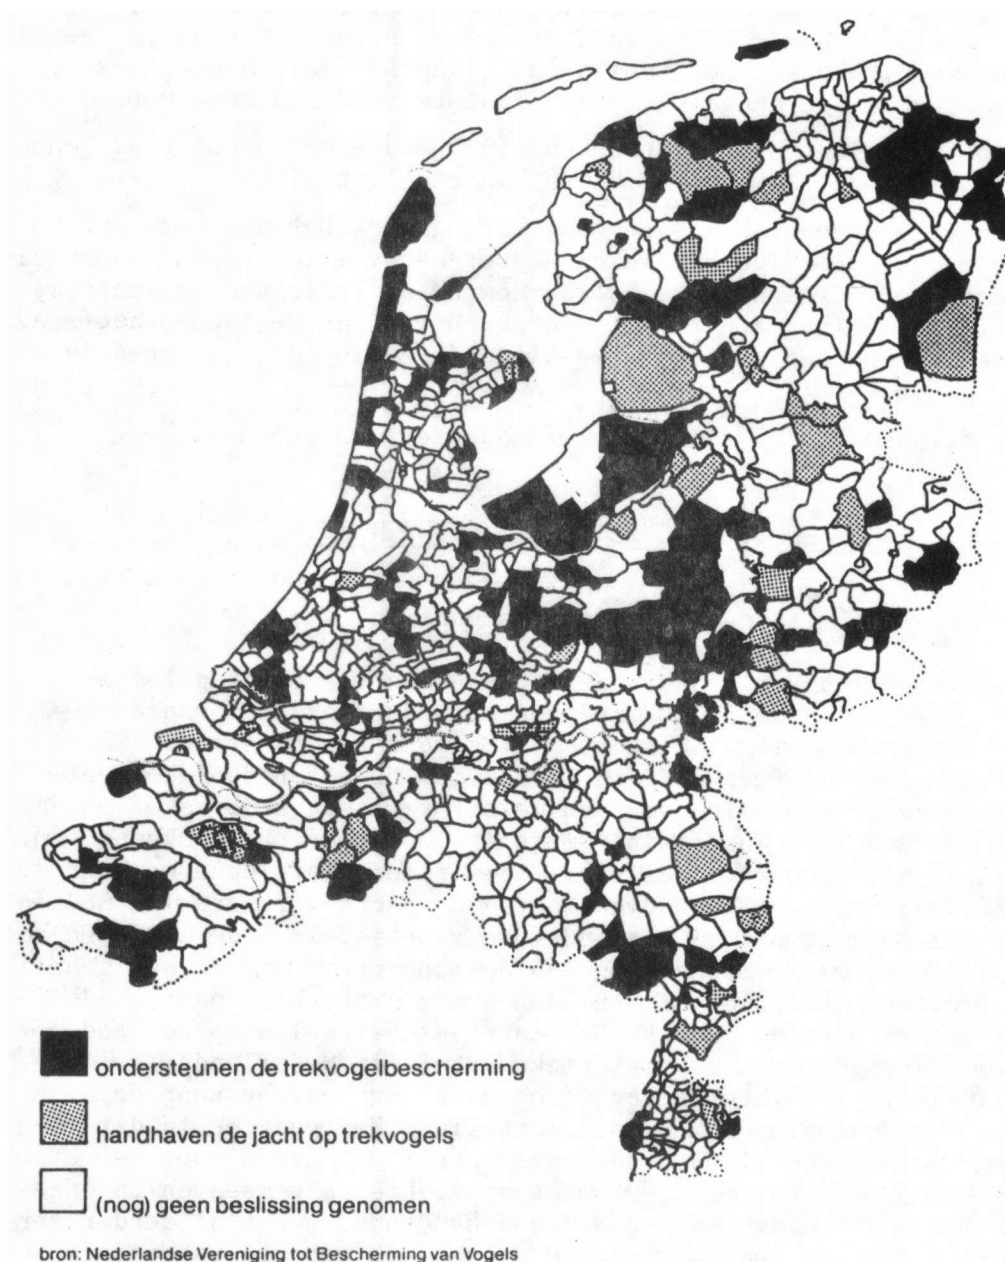 ondersteunen de trekvogelbescherming
handhaven de jacht op trekvogels
(nog) geen beslissing genomen
bron: Nederlandse Vereniging tot Bescherming van Vogels